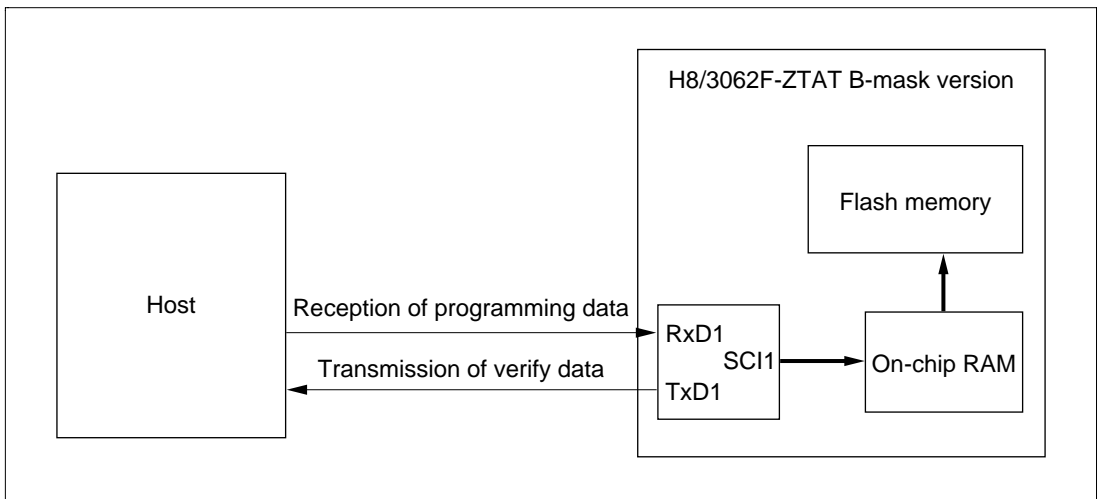 H8/3062F-ZTAT B-mask version
Flash memory
Host
Reception of programming data
RxD1
SCI1
On-chip RAM
Transmission of verify data
TxD1